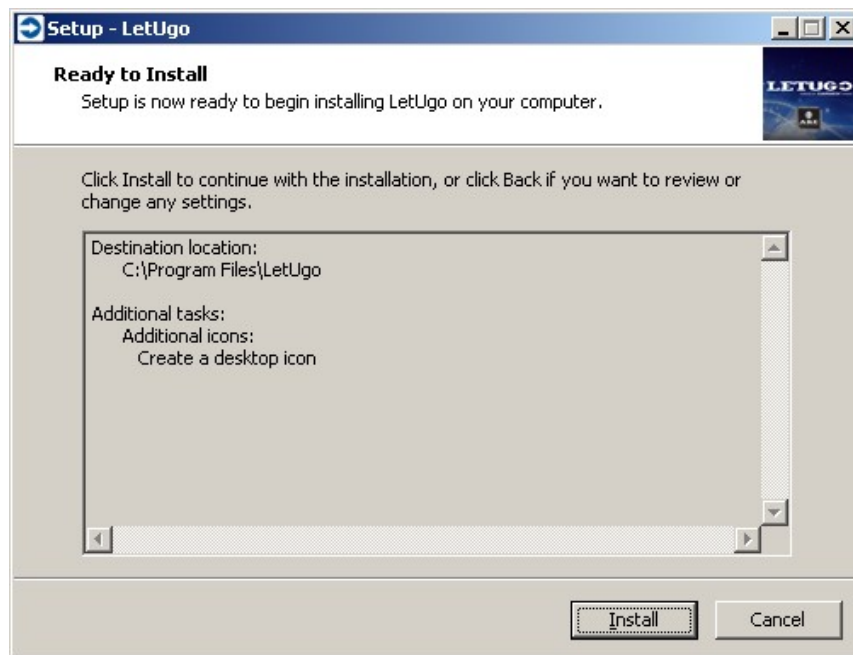 Setup - LetUgo
Ready to Install
Setup is now ready to begin installing LetUgo on your computer.
LETUGO
Click Install to continue with the installation, or click Back if you want to review or
change any settings.
Destination location:
C:\Program Files\LetUgo
Additional tasks:
Additional icons:
Create a desktop icon
Install
Cancel